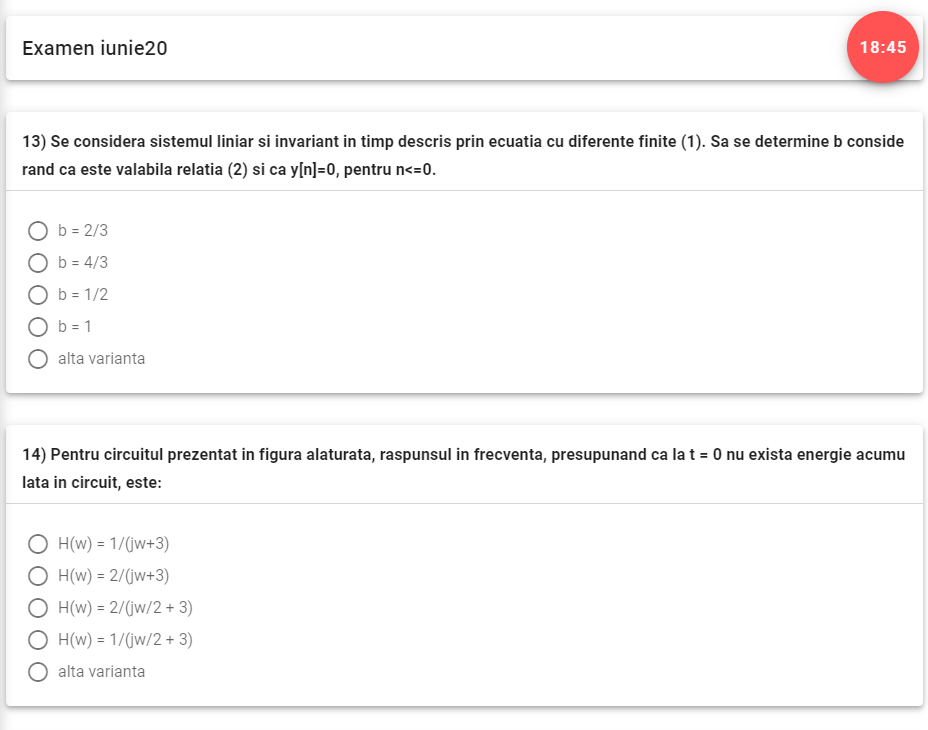 Examen iunie20
18:45
13) Se considera sistemul liniar si invariant in timp descris prin ecuatia cu diferente finite (1). Sa se determine b conside
rand ca este valabila relatia (2) si ca y[n]=0, pentru n<=0.
b = 2/3
b = 4/3
b = 1/2
b = 1
alta varianta
14) Pentru circuitul prezentat in figura alaturata, raspunsul in frecventa, presupunand ca la t = 0 nu exista energie acumu
lata in circuit, este:
H(w) = 1/(jw+3)
H(w) = 2/(jw+3)
H(w) = 2/(jw/2 + 3)
H(w) = 1/(jw/2 + 3)
alta varianta